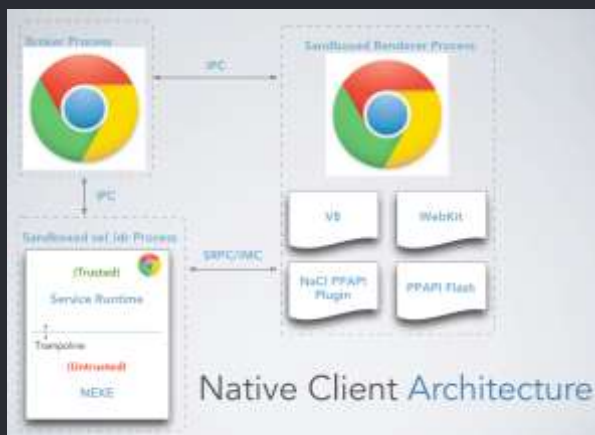 Broker Process
Sandboxed Renderer Process
IPC
IPC
V8
WebKit
Sandboxed sel_ldr Process
SRPC/IMC
(Trusted)
Service Runtime
NaCl PPAPI
Plugin
PPAPI Flash
Trampoline
(Untrusted)
NEXE
Native Client Architecture